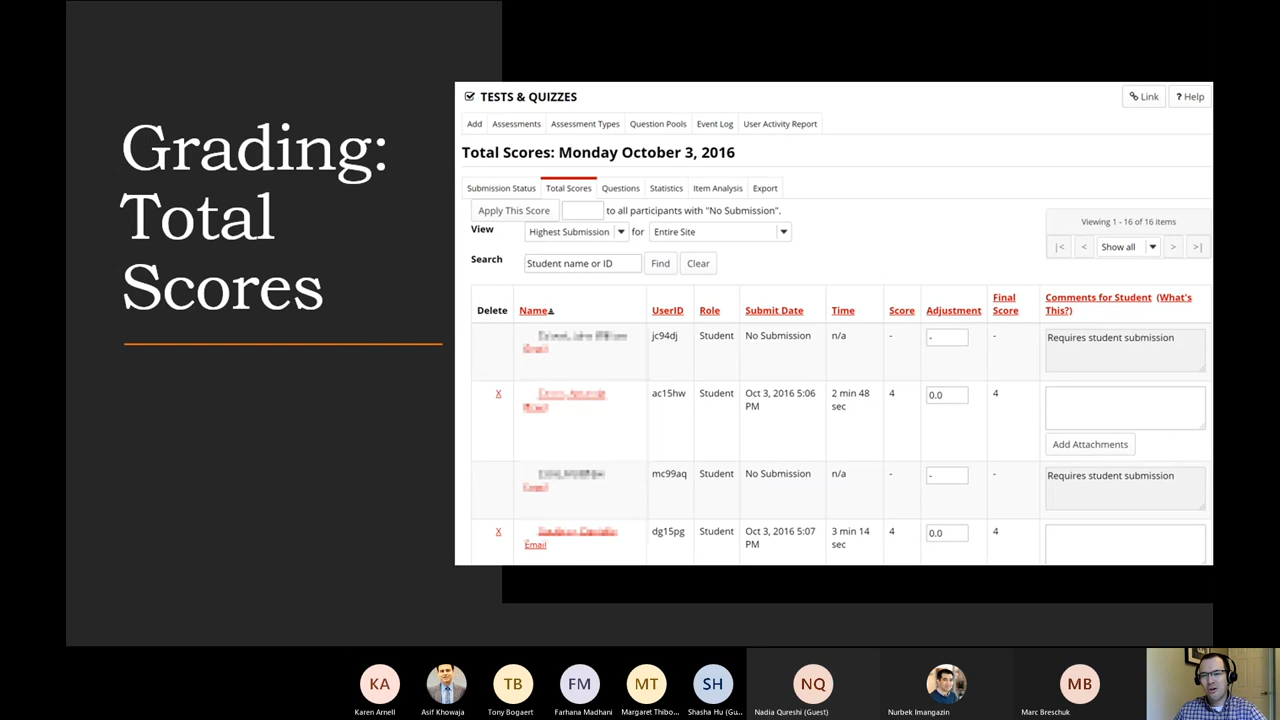 Grading:
Total
Scores
TESTS & QUIZZES
Link
? Help
Add Assessments Assessment Types Question Pools Event Log User Activity Report
Total Scores: Monday October 3, 2016
Submission Status Total Scores Questions Statistics Item Analysis Export
Apply This Score to all participants with "No Submission".
View Highest Submission for Entire Site
Viewing 1 - 16 of 16 items
|< < Show all > >|
Search Student name or ID Find Clear
Delete Name UserID Role Submit Date Time Score Adjustment Final Score Comments for Student (What's This?)
jc94dj Student No Submission n/a - - - Requires student submission
X ac15hw Student Oct 3, 2016 5:06 PM 2 min 48 sec 4 0.0 4
Add Attachments
mc99aq Student No Submission n/a - - - Requires student submission
X dg15pg Student Oct 3, 2016 5:07 PM 3 min 14 sec 4 0.0 4
Email
KA TB FM MT SH NQ MB
Karen Arnell Asif Khowaja Tony Bogaert Farhana Madhani Margaret Thibo... Shasha Hu (Gu... Nadia Qureshi (Guest) Nurbek Imangazin Marc Breschuk